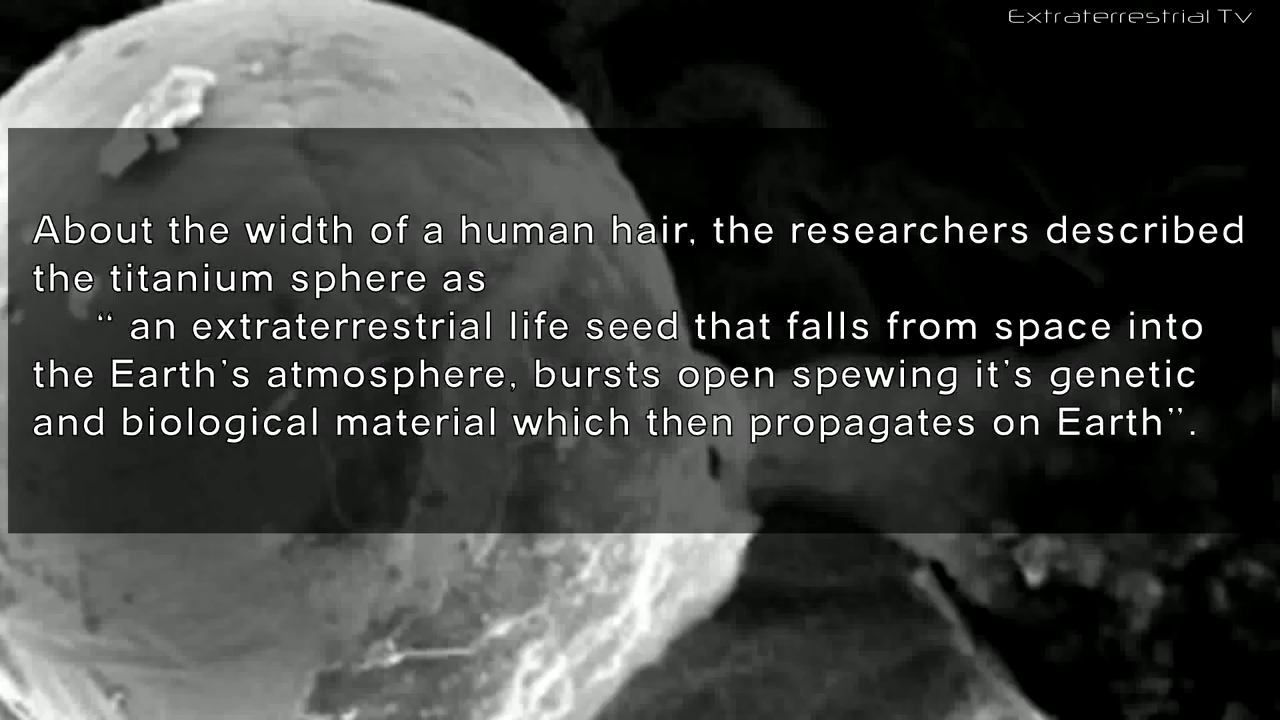 Extraterrestrial Tv
About the width of a human hair, the researchers described
the titanium sphere as
“ an extraterrestrial life seed that falls from space into
the Earth’s atmosphere, bursts open spewing it’s genetic
and biological material which then propagates on Earth”.